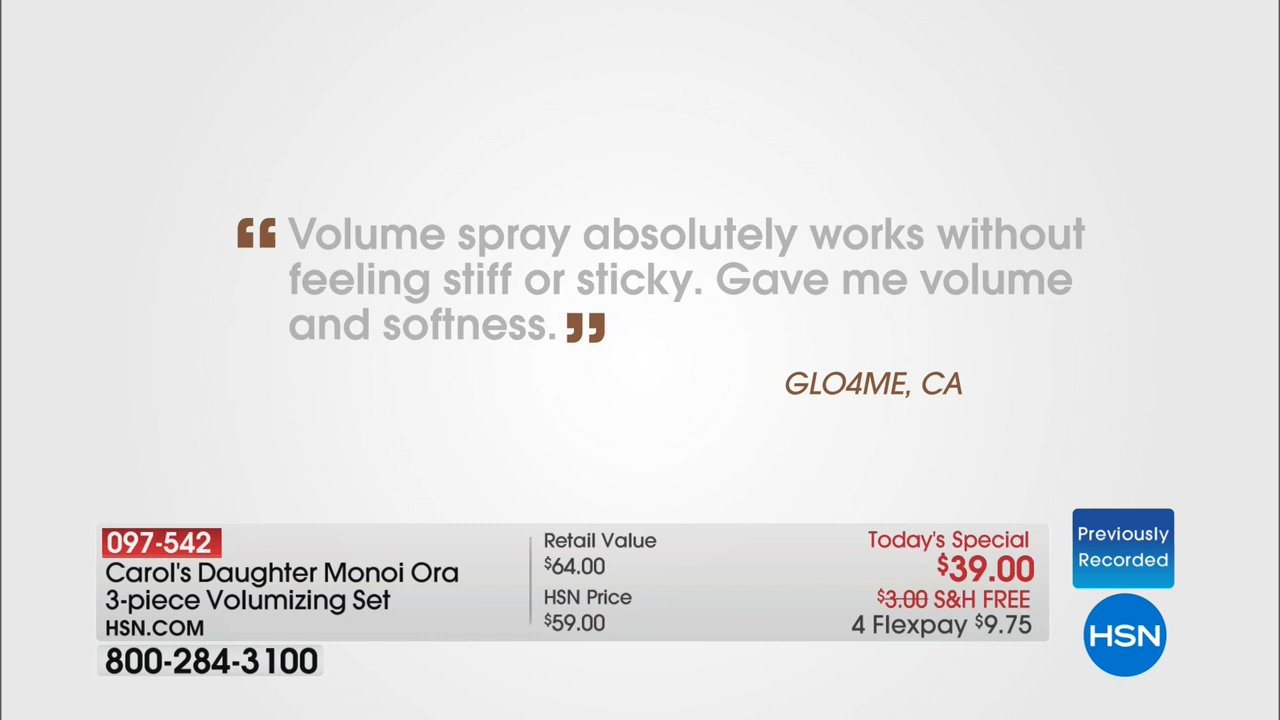 “ Volume spray absolutely works without
feeling stiff or sticky. Gave me volume
and softness. ”
GLO4ME, CA
097-542
Carol's Daughter Monoi Ora
3-piece Volumizing Set
HSN.COM
800-284-3100
Retail Value
$64.00
HSN Price
$59.00
Today's Special
$39.00
$3.00 S&H FREE
4 Flexpay $9.75
Previously
Recorded
HSN